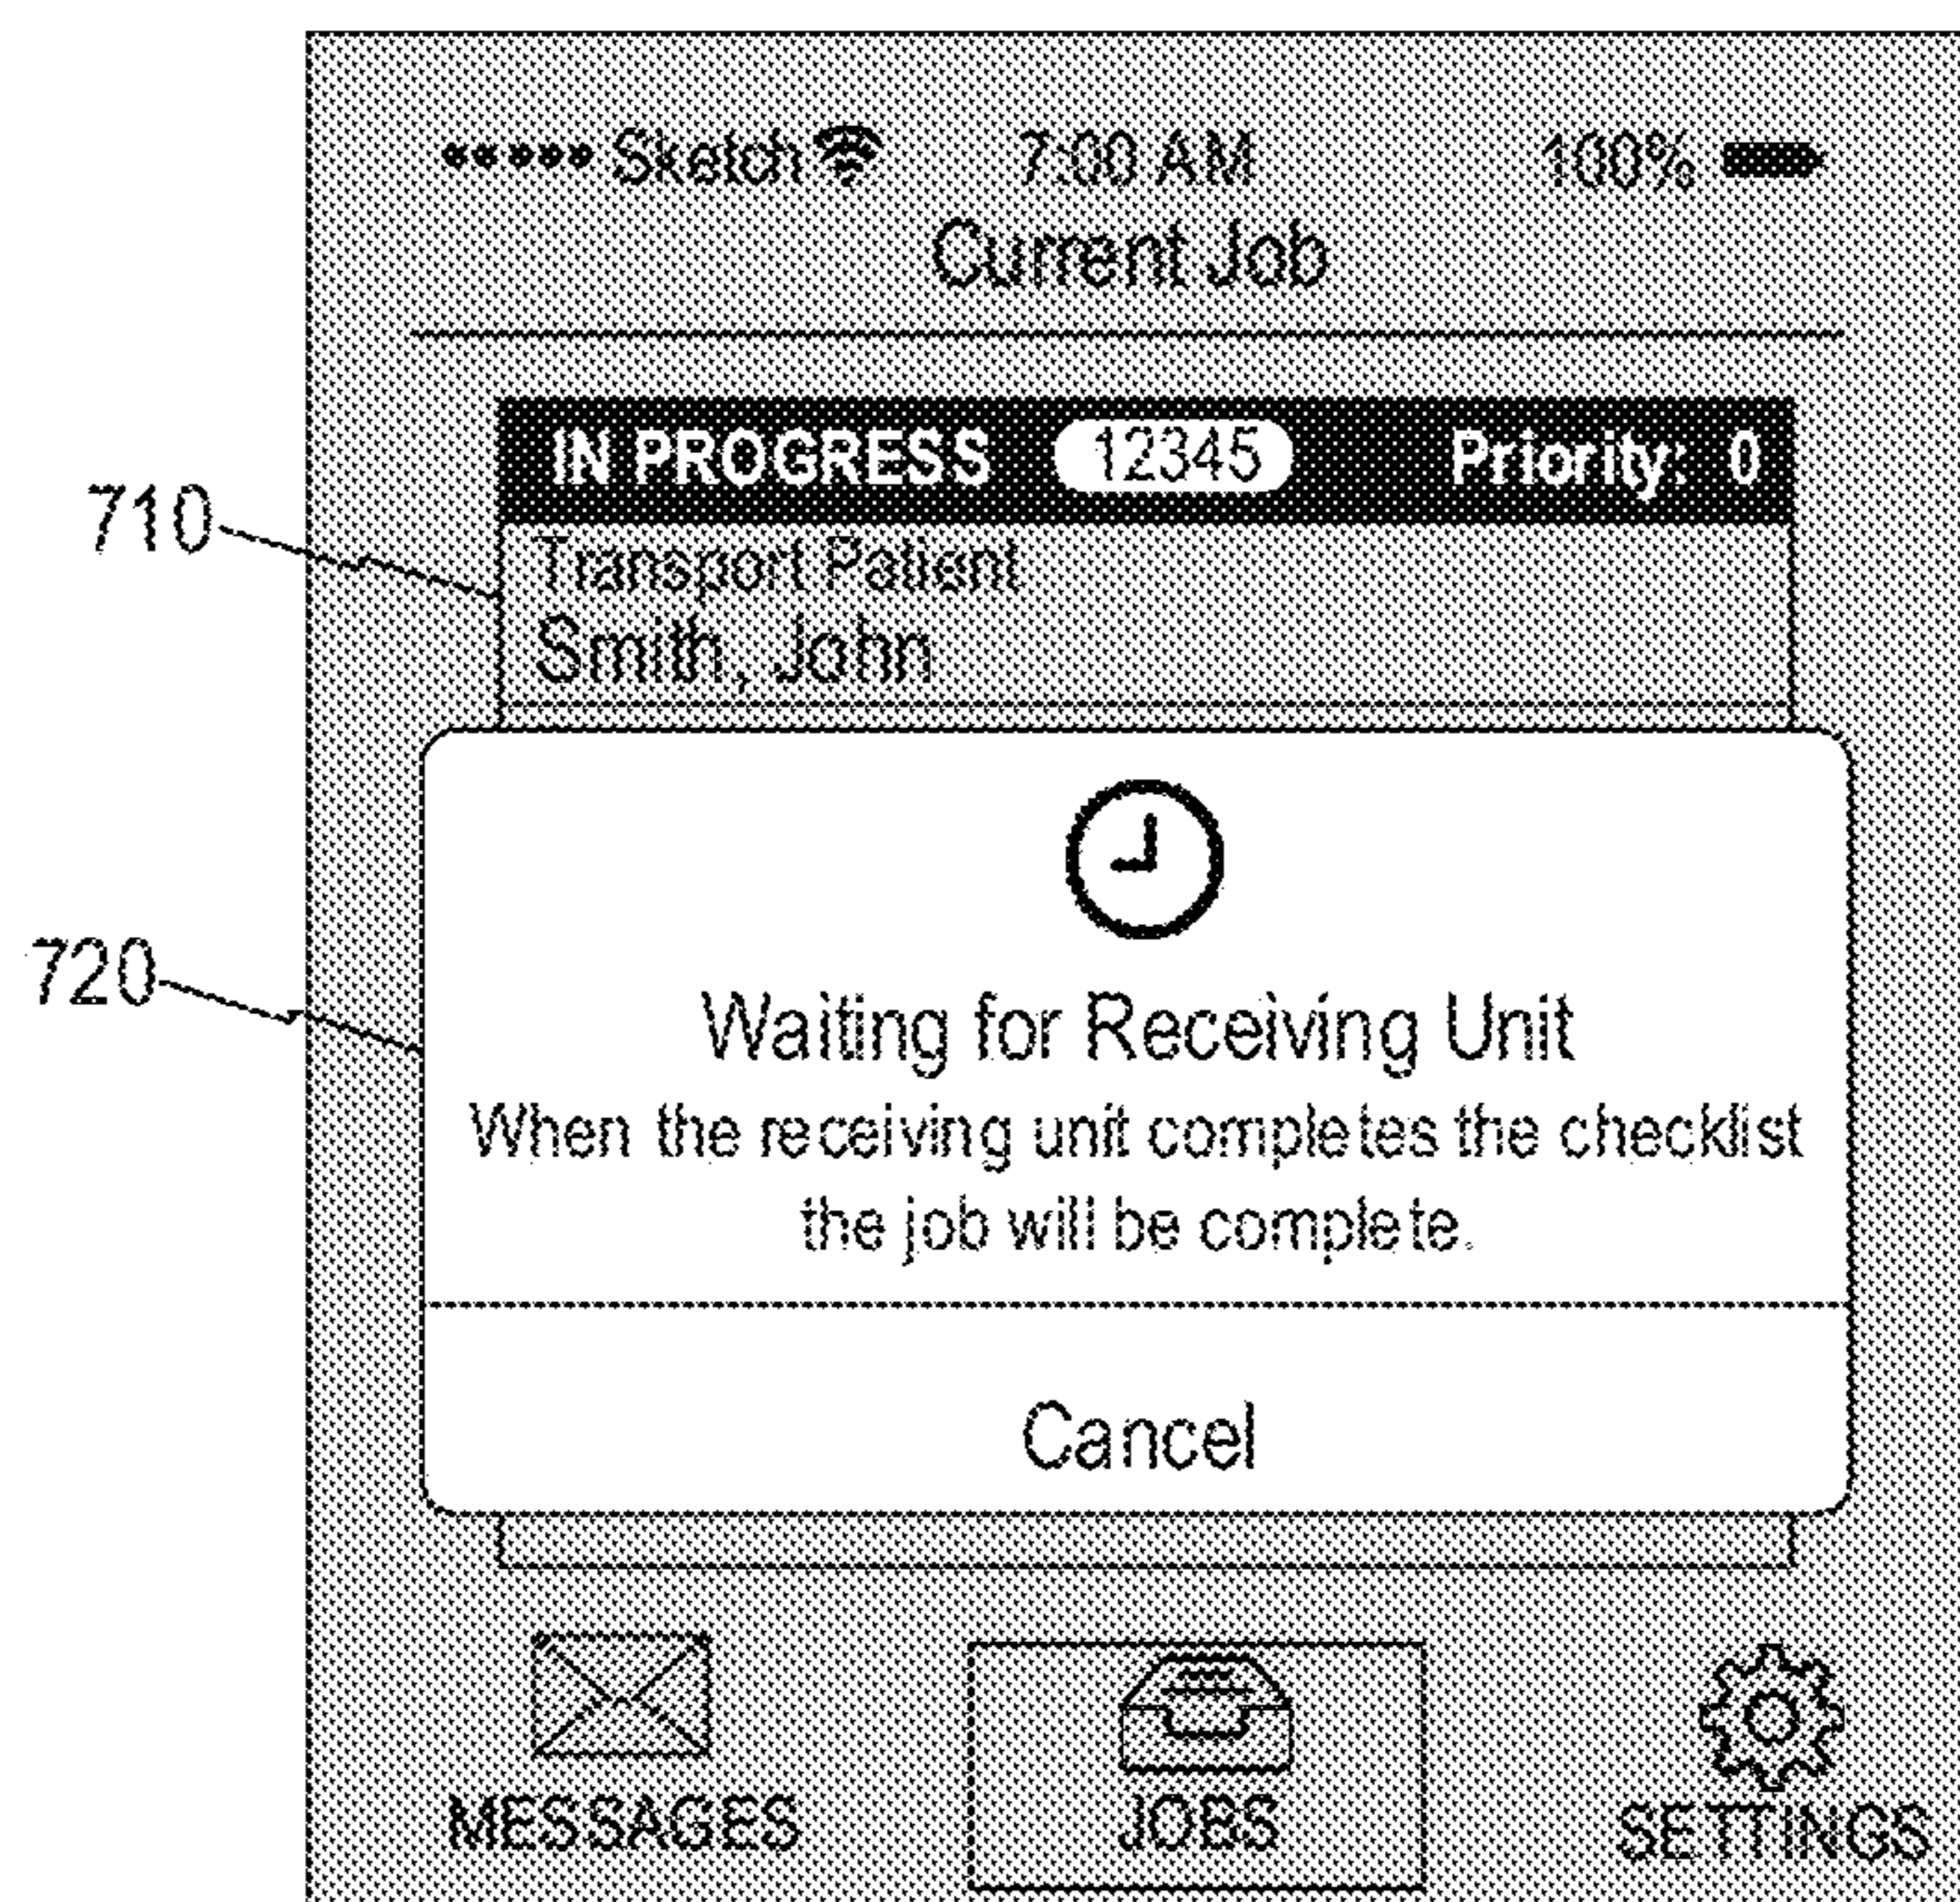 Sketch 7:00 AM 100%
Current Job
IN PROGRESS 12345 Priority: 0
710
Transport Patient
Smith, John
720
Waiting for Receiving Unit
When the receiving unit completes the checklist
the job will be complete.
Cancel
MESSAGES JOBS SETTINGS